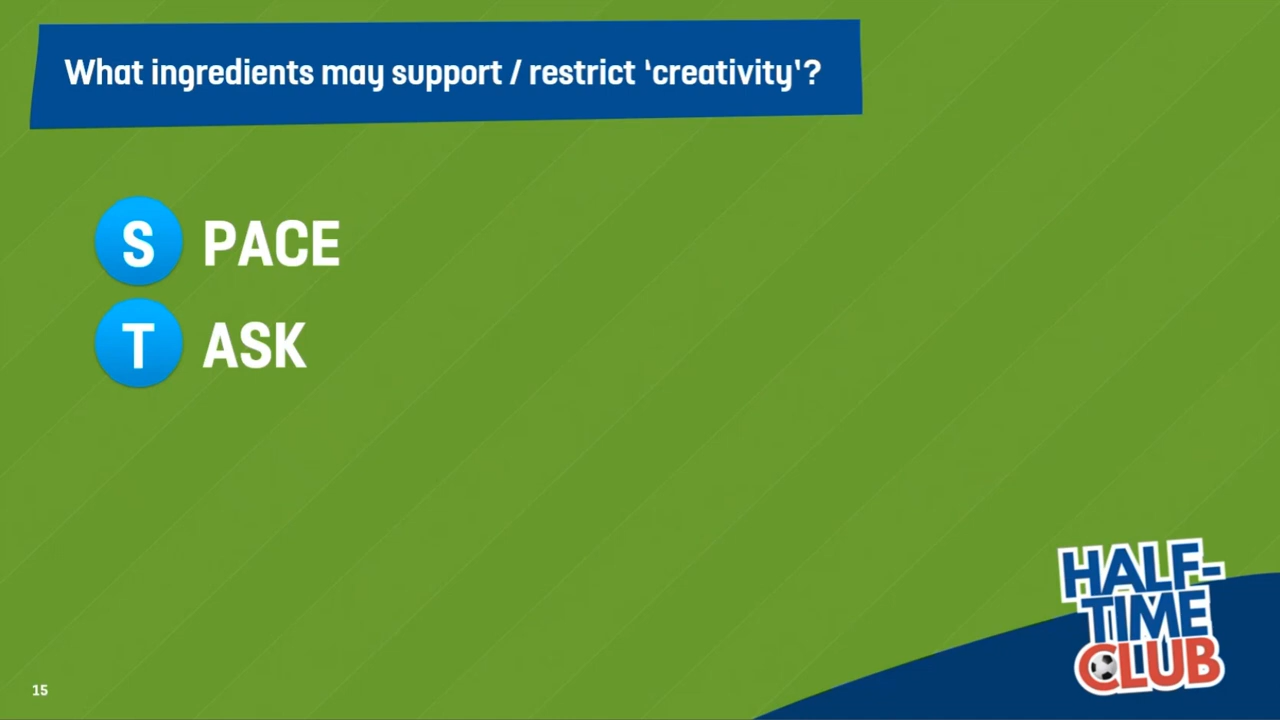 What ingredients may support / restrict ‘creativity’?
S PACE
T ASK
HALF-
TIME
CLUB
15